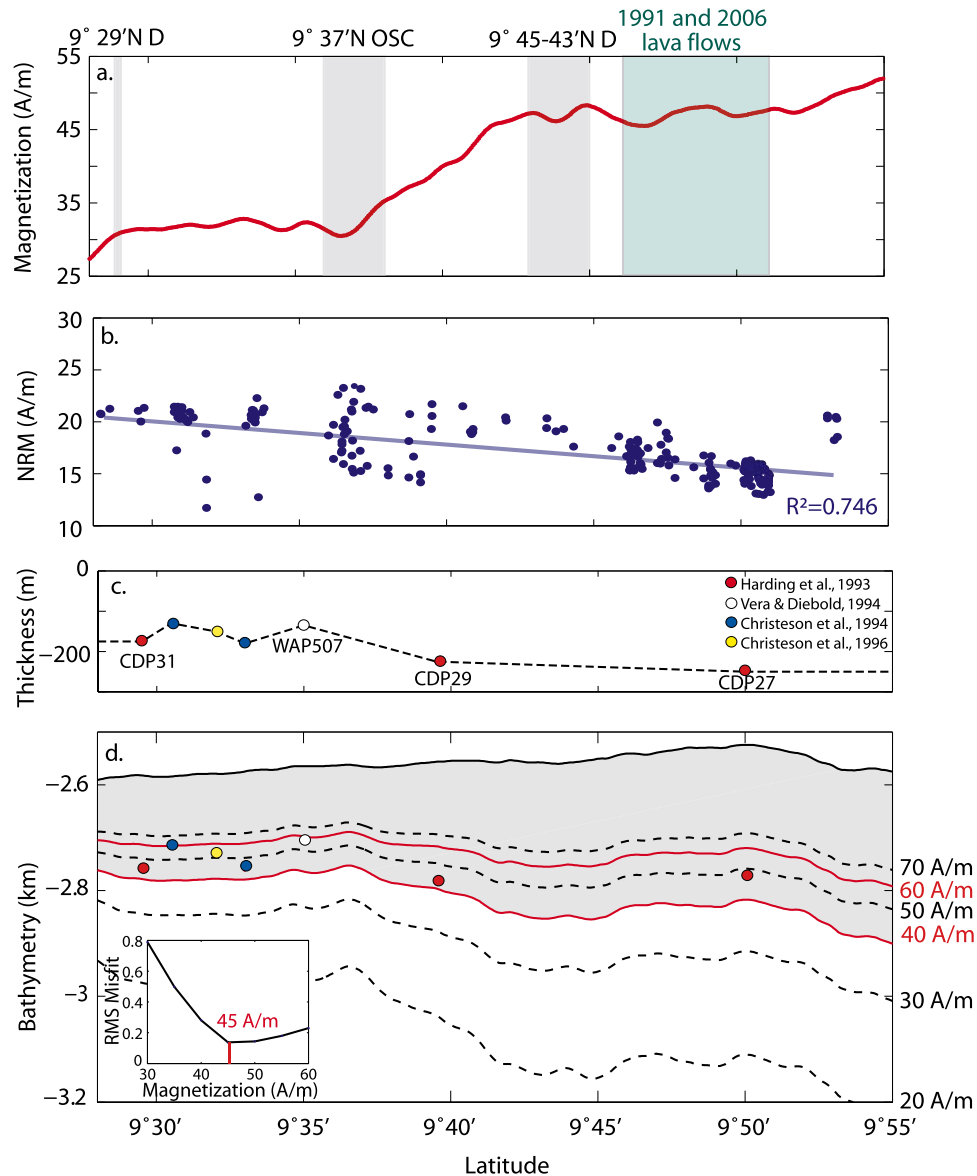 1991 and 2006
lava flows
9˚ 29′N D
9˚ 37′N OSC
9˚ 45-43′N D
a.
55
45
35
25
Magnetization (A/m)
b.
30
25
20
15
10
NRM (A/m)
R²=0.746
c.
0
−200
Thickness (m)
Harding et al., 1993
Vera & Diebold, 1994
Christeson et al., 1994
Christeson et al., 1996
CDP31
WAP507
CDP29
CDP27
d.
−2.6
−2.8
−3
−3.2
Bathymetry (km)
70 A/m
60 A/m
50 A/m
40 A/m
30 A/m
20 A/m
0.8
0.6
0.4
0.2
0
RMS Misfit
45 A/m
30 40 50 60
Magnetization (A/m)
9˚30′ 9˚35′ 9˚40′ 9˚45′ 9˚50′ 9˚55′
Latitude